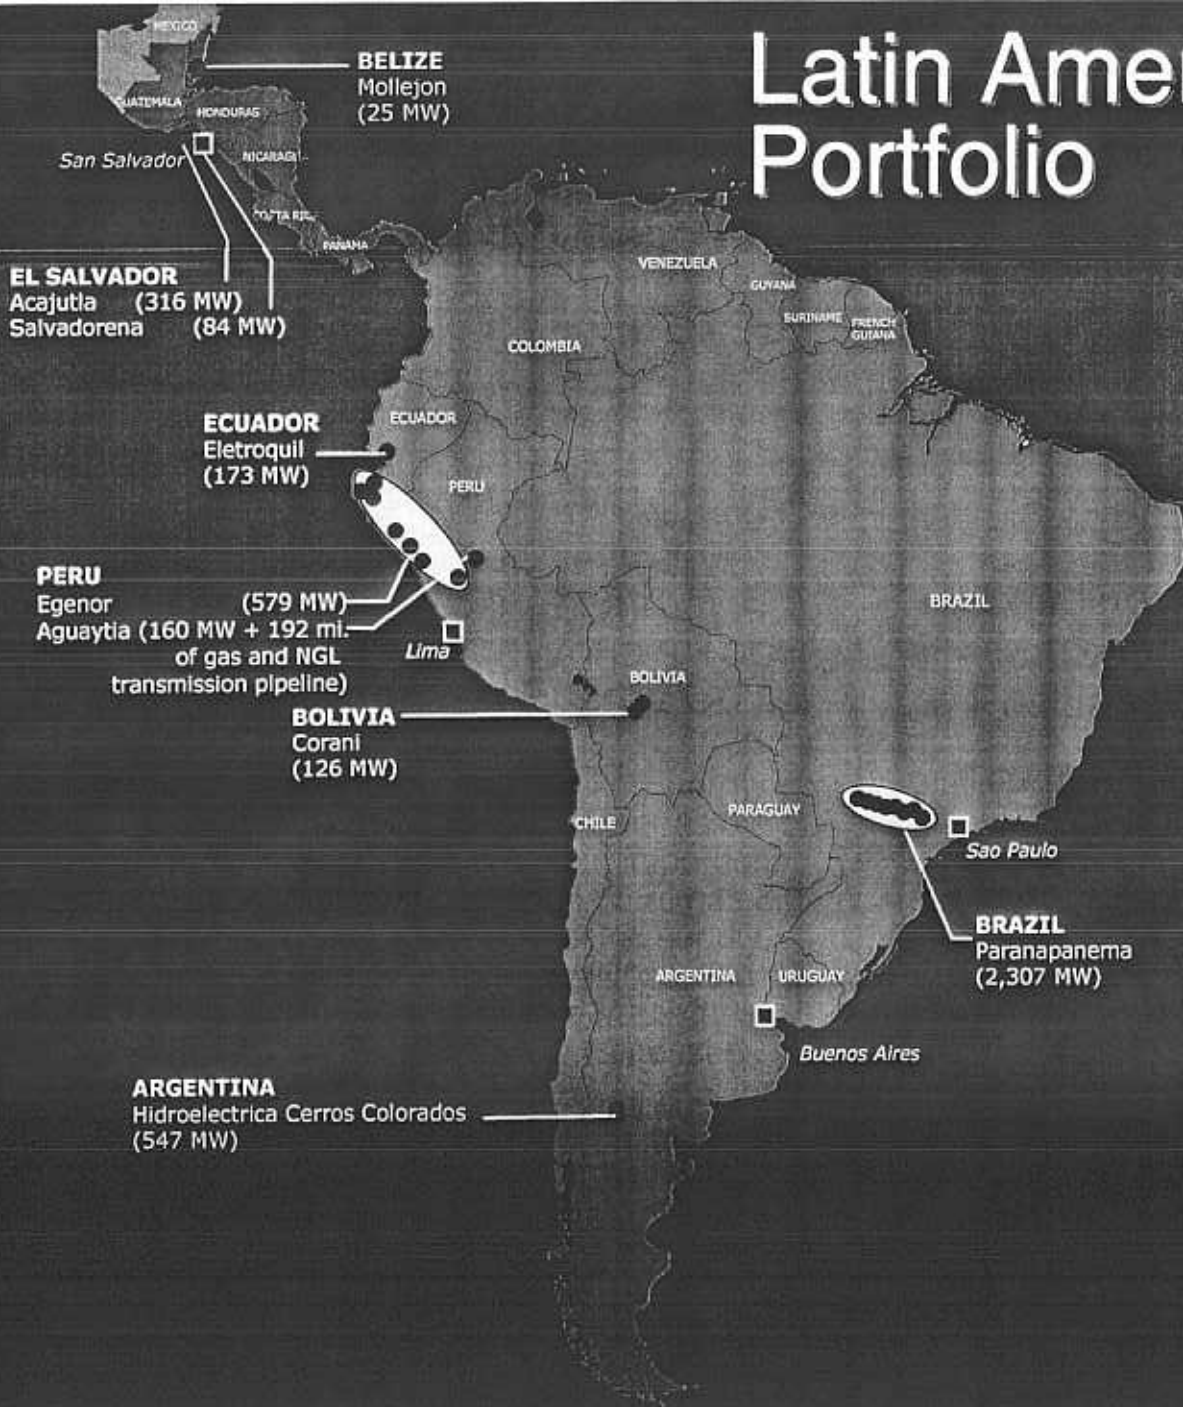 Latin Amer
Portfolio
MEXICO
BELIZE
Mollejon
(25 MW)
GUATEMALA
HONDURAS
San Salvador
NICARAGU
COSTA RIC
PANAMA
EL SALVADOR
Acajutla (316 MW)
Salvadorena (84 MW)
VENEZUELA
GUYANA
SURINAME
FRENCH
GUIANA
COLOMBIA
ECUADOR
ECUADOR
Eletroquil
(173 MW)
PERU
PERU
Egenor (579 MW)
Aguaytia (160 MW + 192 mi.
of gas and NGL
transmission pipeline)
Lima
BRAZIL
BOLIVIA
BOLIVIA
Corani
(126 MW)
CHILE
PARAGUAY
Sao Paulo
BRAZIL
Paranapanema
(2,307 MW)
ARGENTINA
URUGUAY
Buenos Aires
ARGENTINA
Hidroelectrica Cerros Colorados
(547 MW)